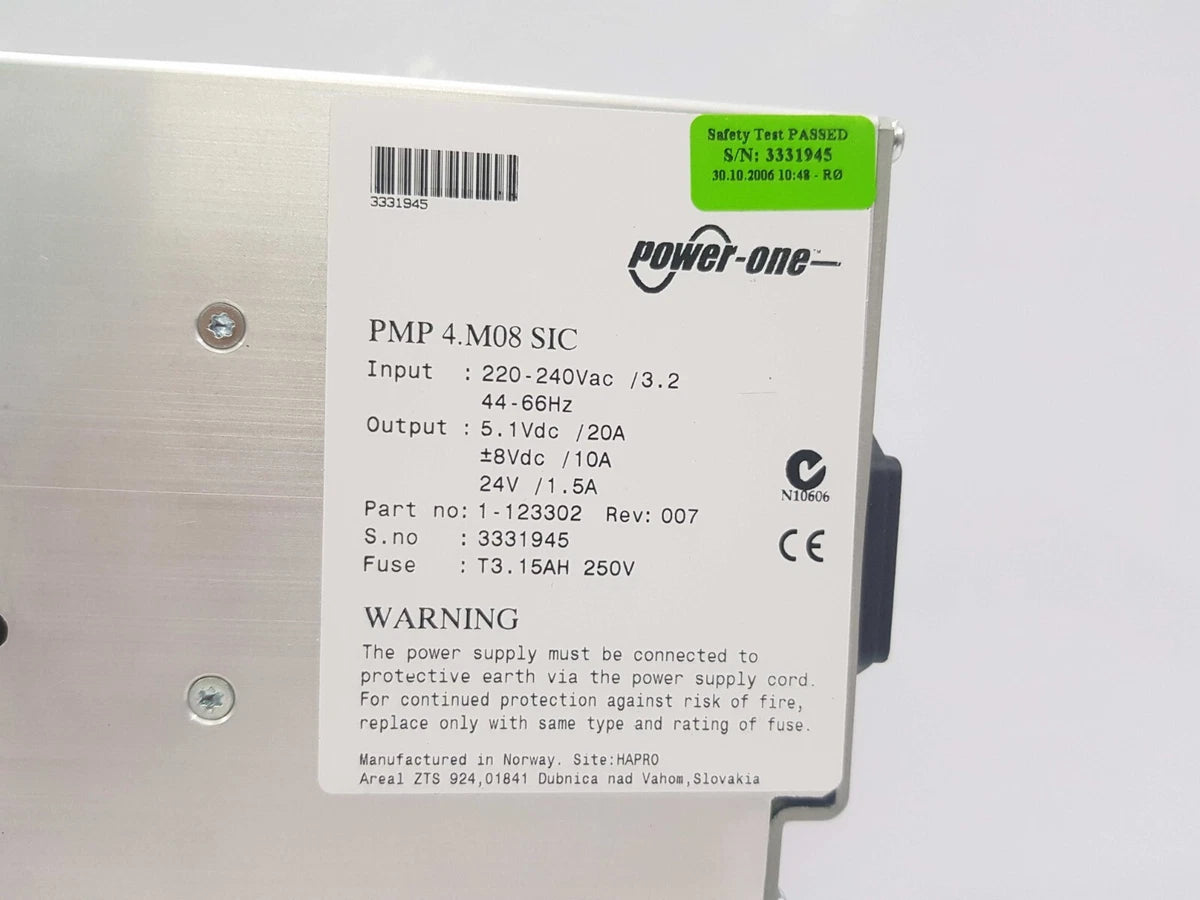 Safety Test PASSED
S/N: 3331945
30.10.2006 10:48 - RØ
3331945
power-one™
PMP 4.M08 SIC
Input : 220-240Vac /3.2
44-66Hz
Output : 5.1Vdc /20A
±8Vdc /10A
24V /1.5A
Part no: 1-123302 Rev: 007
S.no : 3331945
Fuse : T3.15AH 250V
N10606
CE
WARNING
The power supply must be connected to
protective earth via the power supply cord.
For continued protection against risk of fire,
replace only with same type and rating of fuse.
Manufactured in Norway. Site:HAPRO
Areal ZTS 924,01841 Dubnica nad Vahom,Slovakia